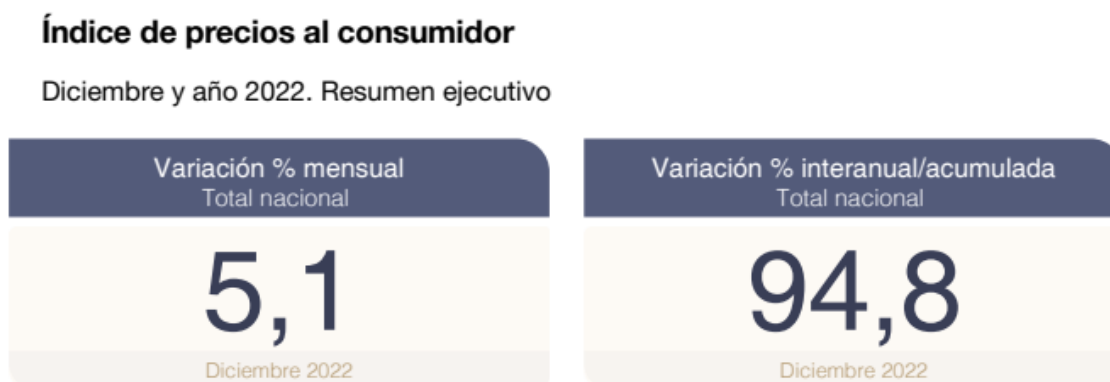 Índice de precios al consumidor
Diciembre y año 2022. Resumen ejecutivo
Variación % mensual
Total nacional
5,1
Diciembre 2022
Variación % interanual/acumulada
Total nacional
94,8
Diciembre 2022